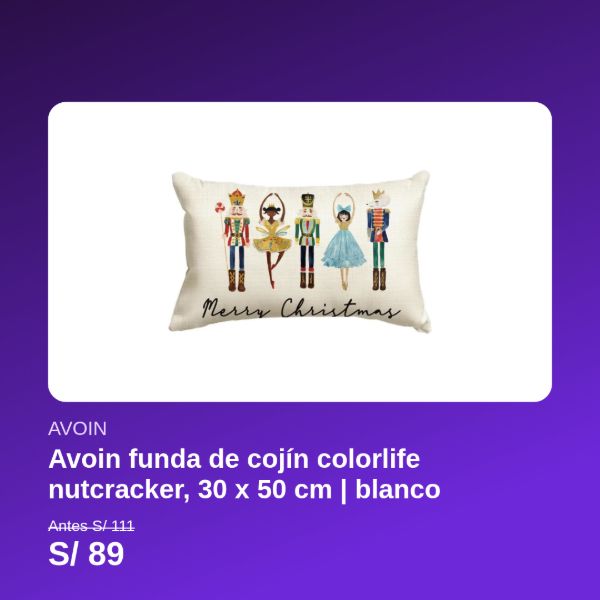 Merry Christmas
AVOIN
Avoin funda de cojín colorlife
nutcracker, 30 x 50 cm | blanco
Antes S/ 111
S/ 89